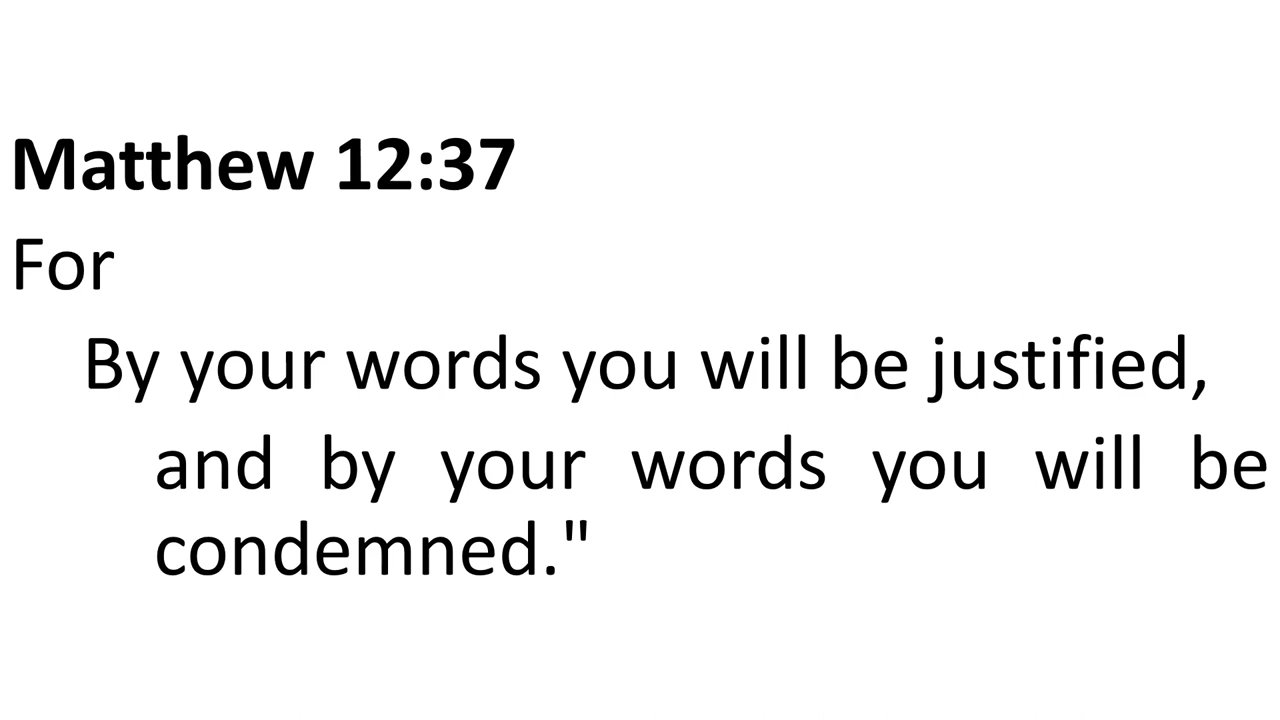 Matthew 12:37
For
By your words you will be justified,
and by your words you will be
condemned."